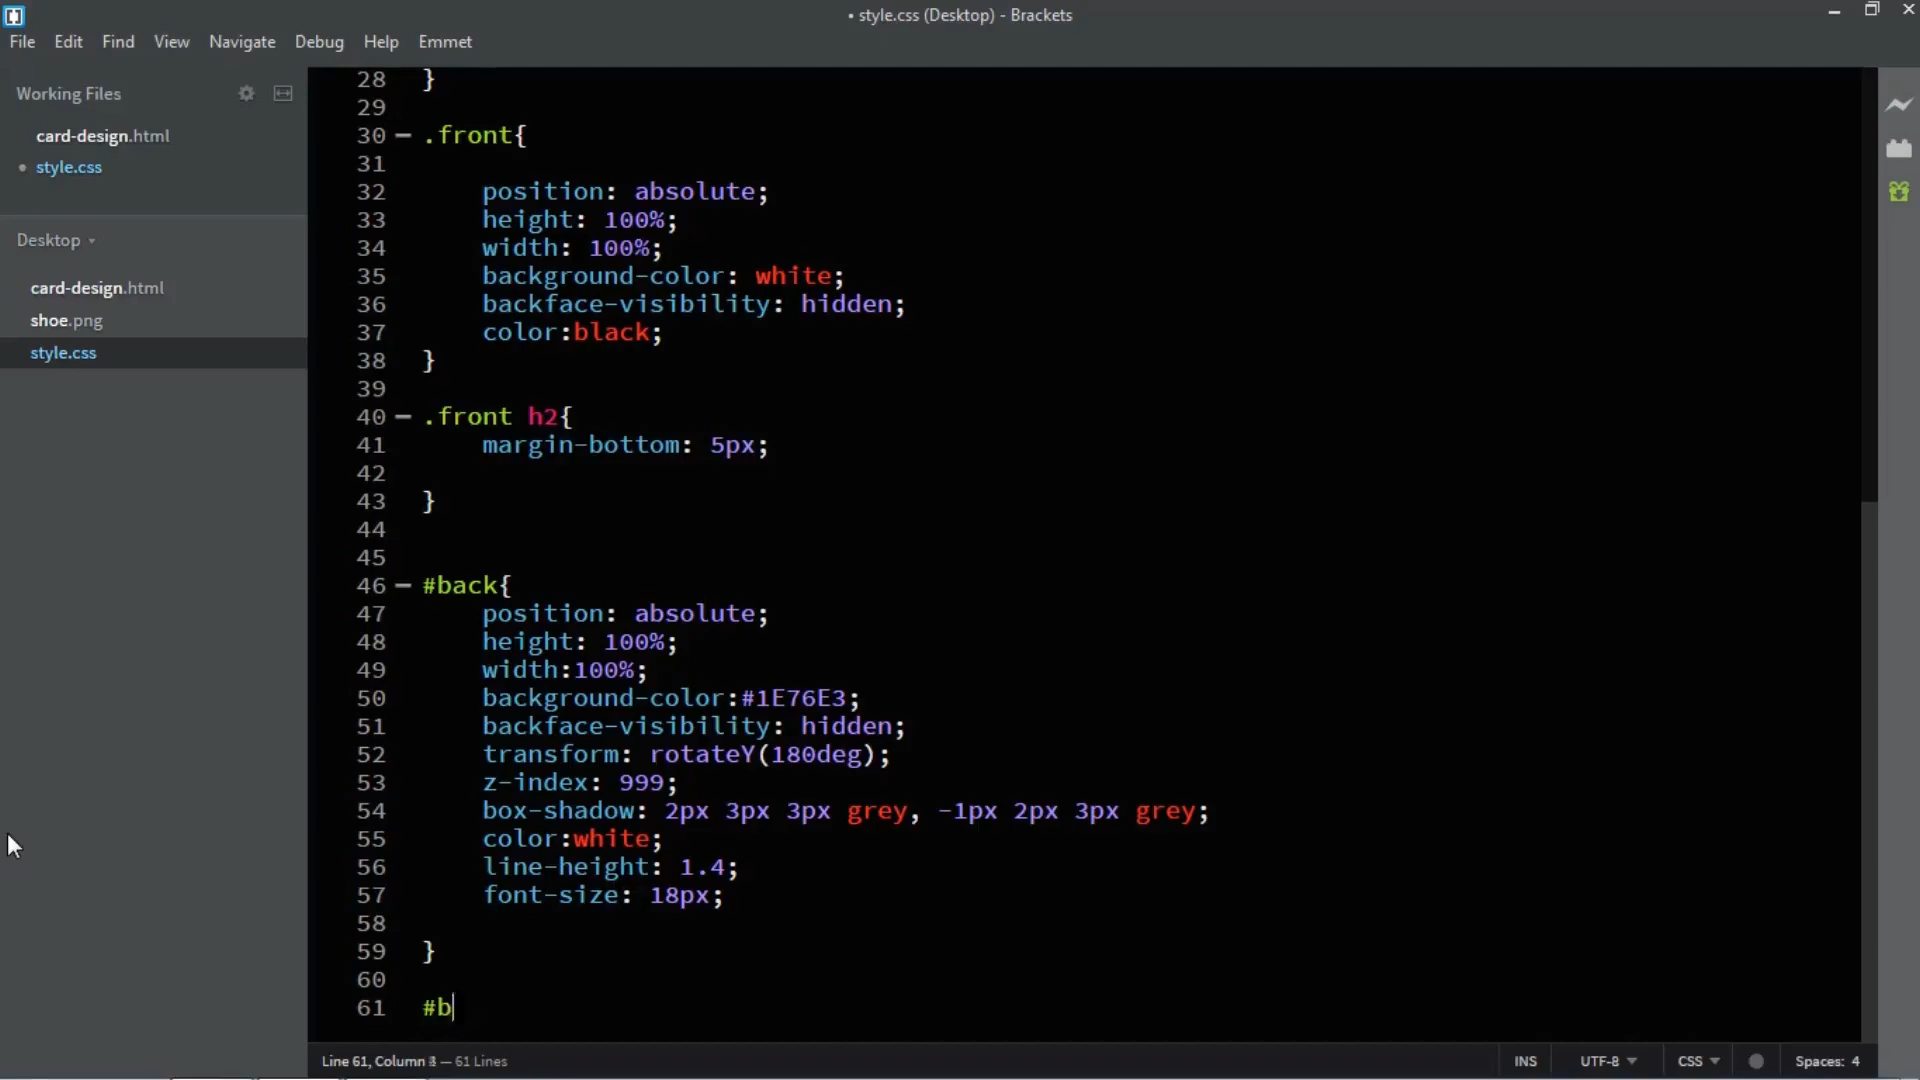 • style.css (Desktop) - Brackets
File Edit Find View Navigate Debug Help Emmet
Working Files
card-design.html
• style.css
Desktop
card-design.html
shoe.png
style.css
28 }
29
30 .front{
31
32 position: absolute;
33 height: 100%;
34 width: 100%;
35 background-color: white;
36 backface-visibility: hidden;
37 color:black;
38 }
39
40 .front h2{
41 margin-bottom: 5px;
42
43 }
44
45
46 #back{
47 position: absolute;
48 height: 100%;
49 width:100%;
50 background-color:#1E76E3;
51 backface-visibility: hidden;
52 transform: rotateY(180deg);
53 z-index: 999;
54 box-shadow: 2px 3px 3px grey, -1px 2px 3px grey;
55 color:white;
56 line-height: 1.4;
57 font-size: 18px;
58
59 }
60
61 #b
Line 61, Column — 61 Lines
INS UTF-8 CSS Spaces: 4